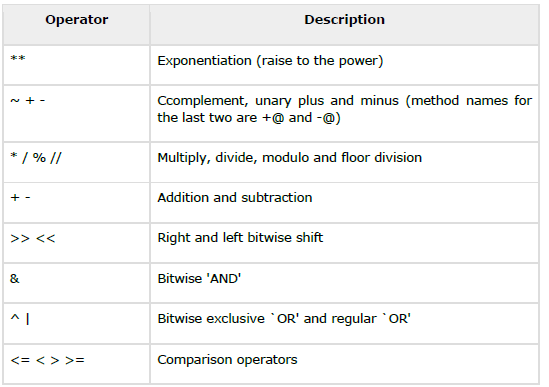 Operator Description
** Exponentiation (raise to the power)
~ + - Ccomplement, unary plus and minus (method names for
the last two are +@ and -@)
* / % // Multiply, divide, modulo and floor division
+ - Addition and subtraction
>> << Right and left bitwise shift
& Bitwise 'AND'
^ | Bitwise exclusive `OR' and regular `OR'
<= < > >= Comparison operators